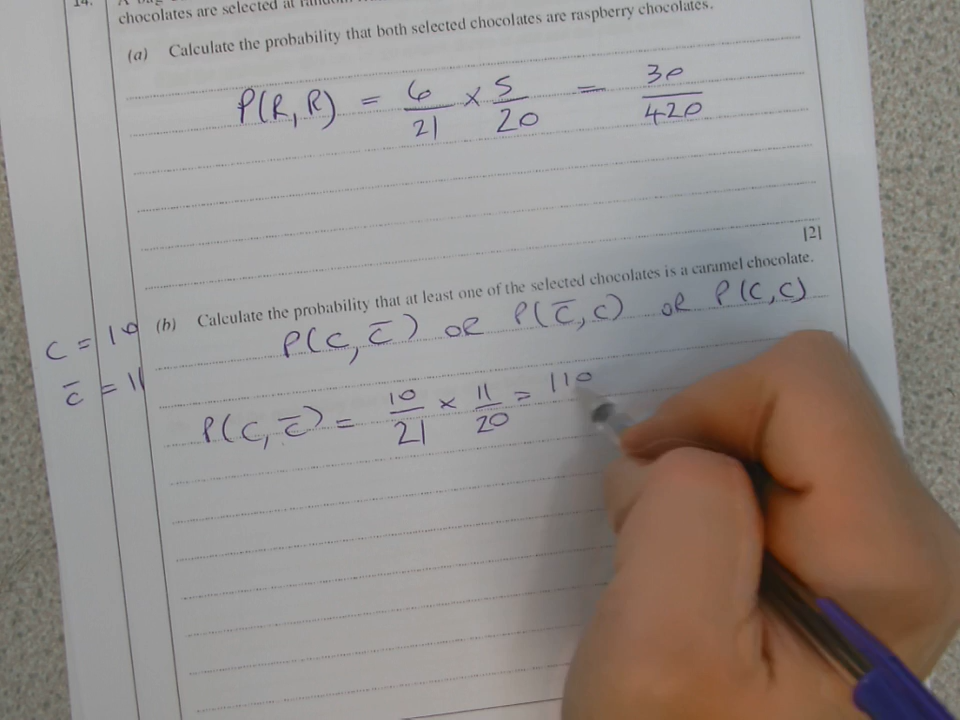 14.
chocolates are selected at random
(a) Calculate the probability that both selected chocolates are raspberry chocolates.
P(R, R) = 6/21 × 5/20 = 30/420
[2]
(b) Calculate the probability that at least one of the selected chocolates is a caramel chocolate.
P(C, C̄) OR P(C̄, C) OR P(C, C)
C = 10
C̄ = 11
P(C, C̄) = 10/21 × 11/20 = 110